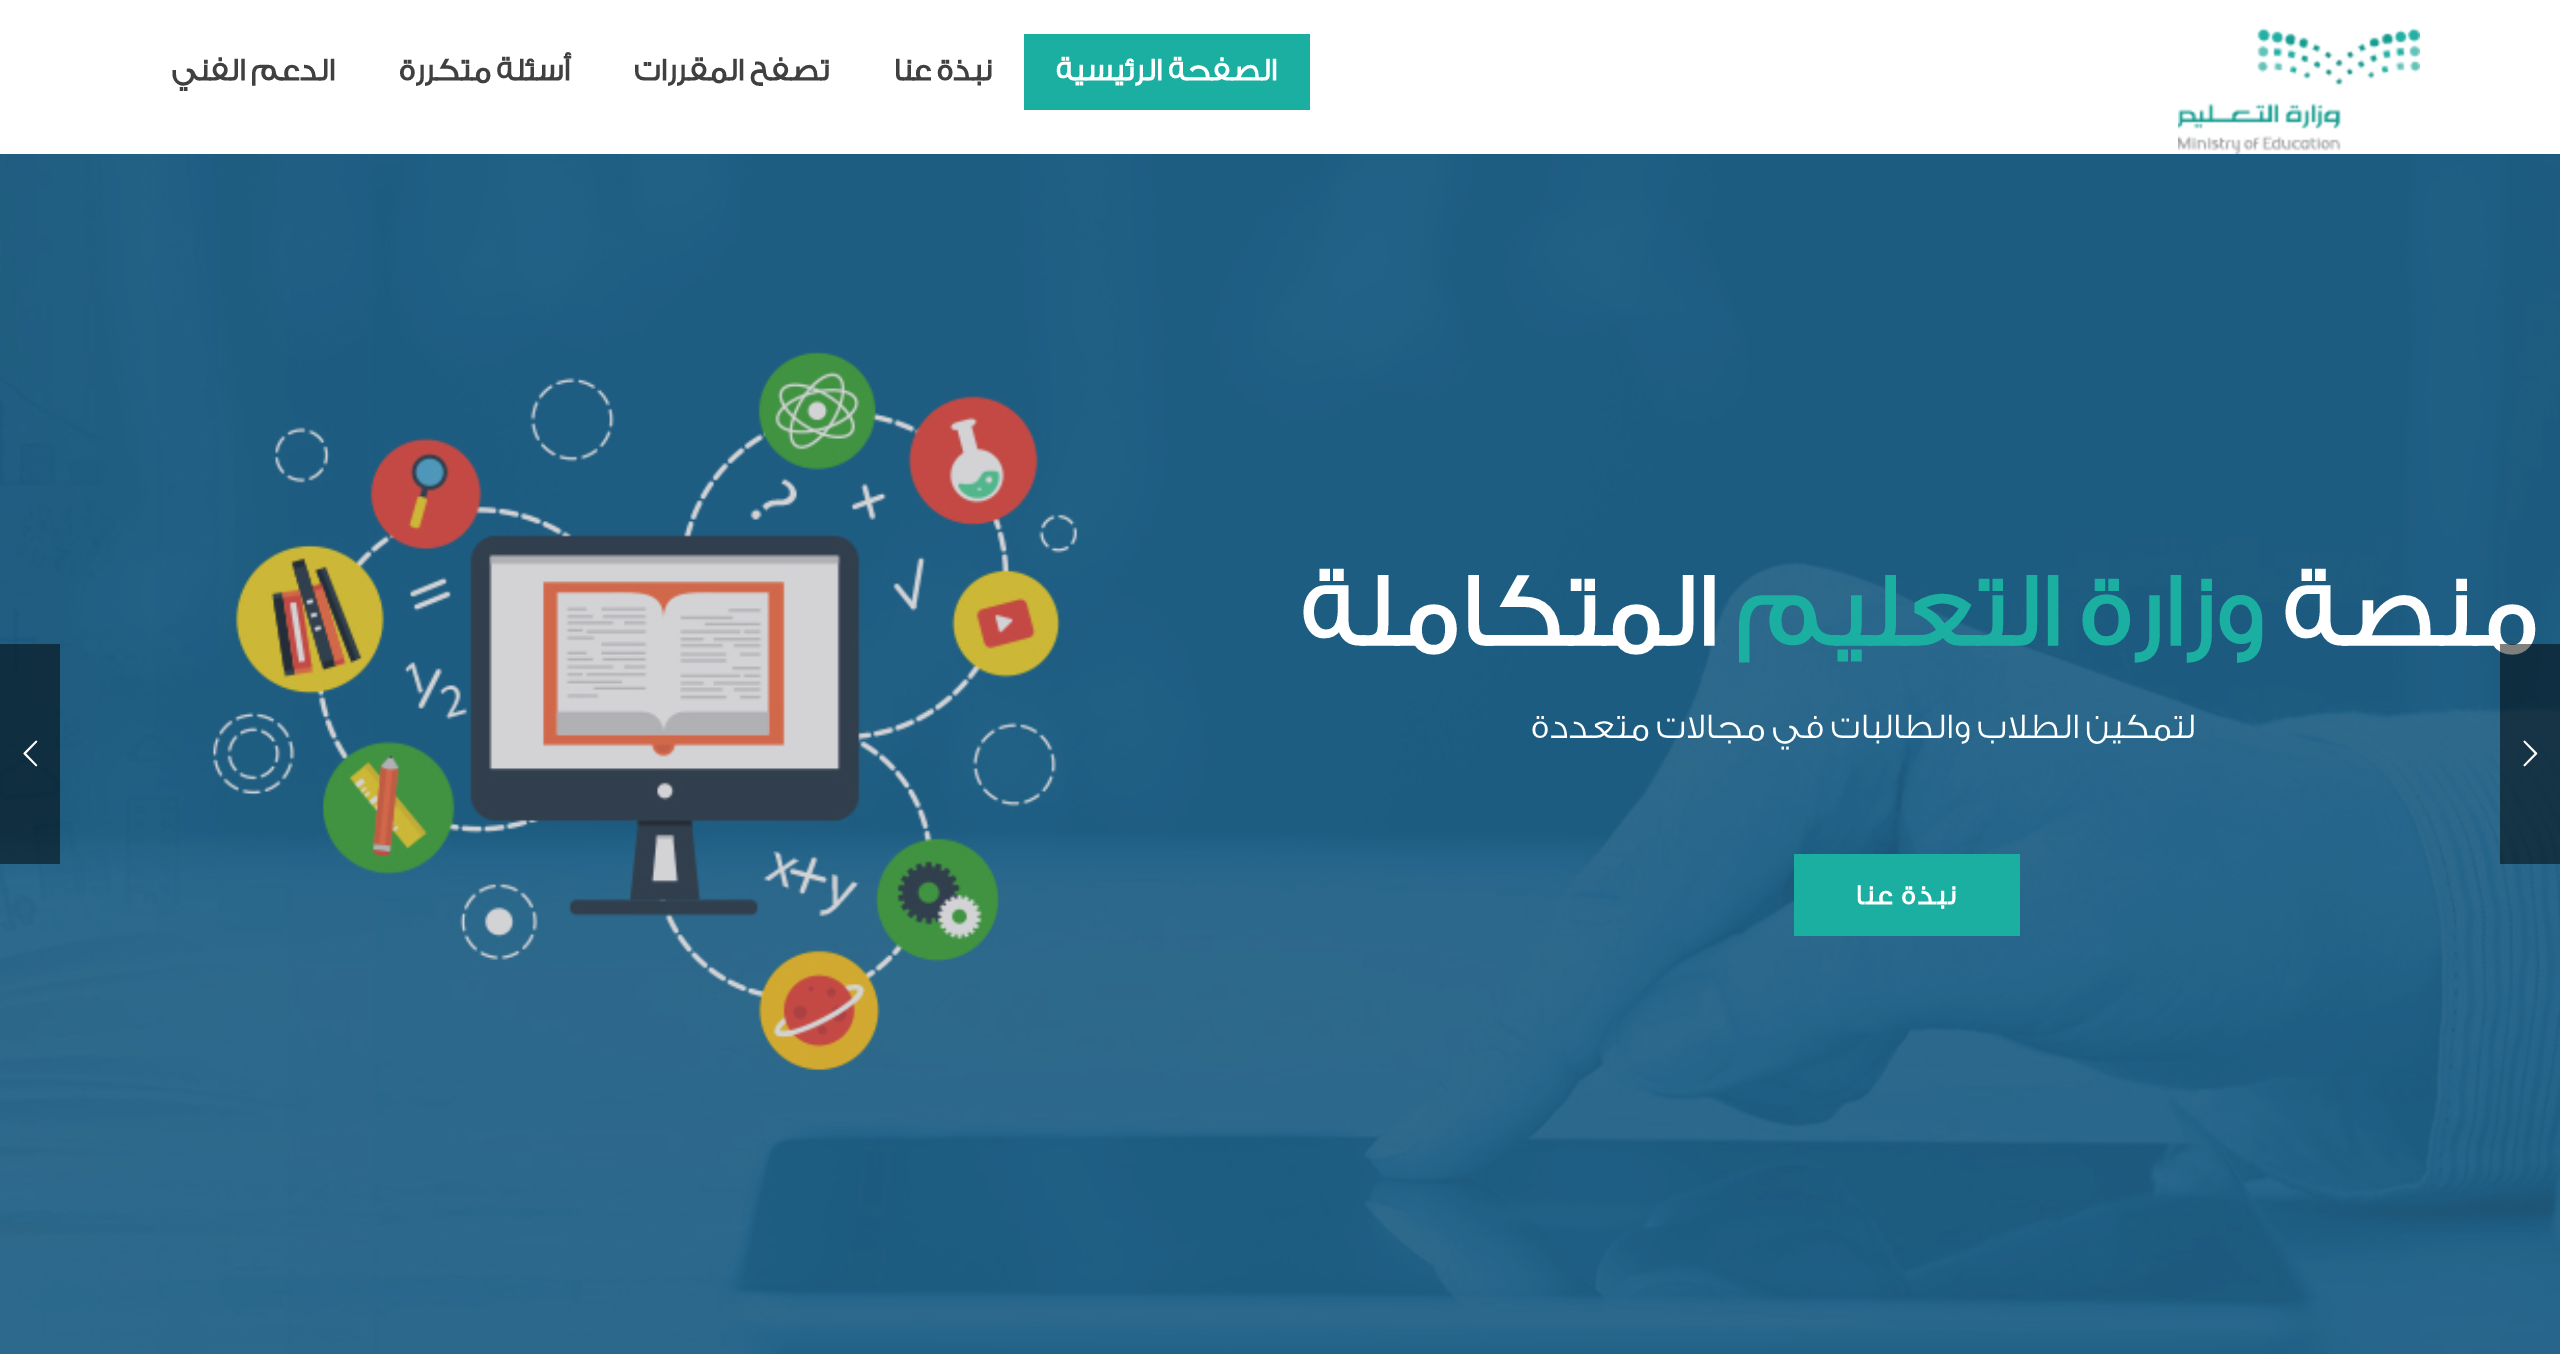 وزارة التعليم
Ministry of Education
الصفحة الرئيسية
نبذة عنا
تصفح المقررات
أسئلة متكررة
الدعم الفني
منصة وزارة التعليم المتكاملة
لتمكين الطلاب والطالبات في مجالات متعددة
نبذة عنا
?
+
√
=
1/2
x+y